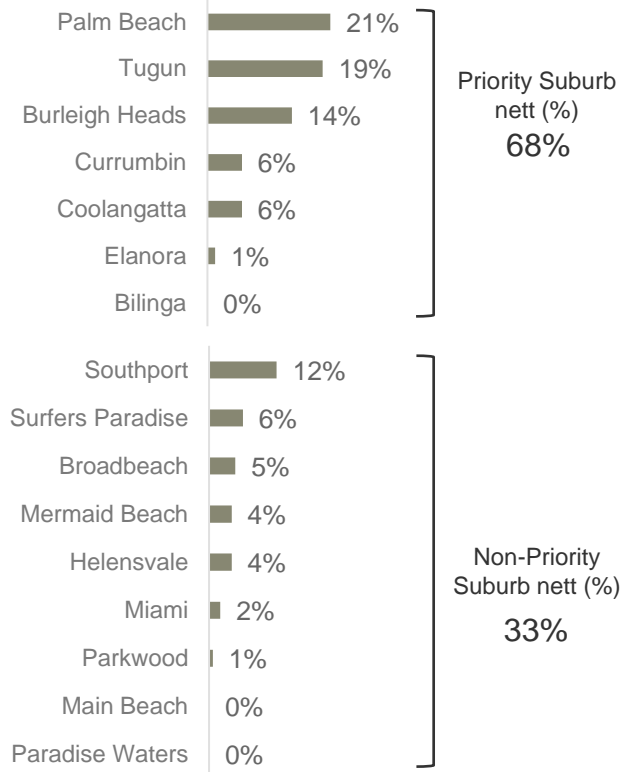 Palm Beach 21%
Tugun 19%
Burleigh Heads 14%
Currumbin 6%
Coolangatta 6%
Elanora 1%
Bilinga 0%
Priority Suburb
nett (%)
68%
Southport 12%
Surfers Paradise 6%
Broadbeach 5%
Mermaid Beach 4%
Helensvale 4%
Miami 2%
Parkwood 1%
Main Beach 0%
Paradise Waters 0%
Non-Priority
Suburb nett (%)
33%